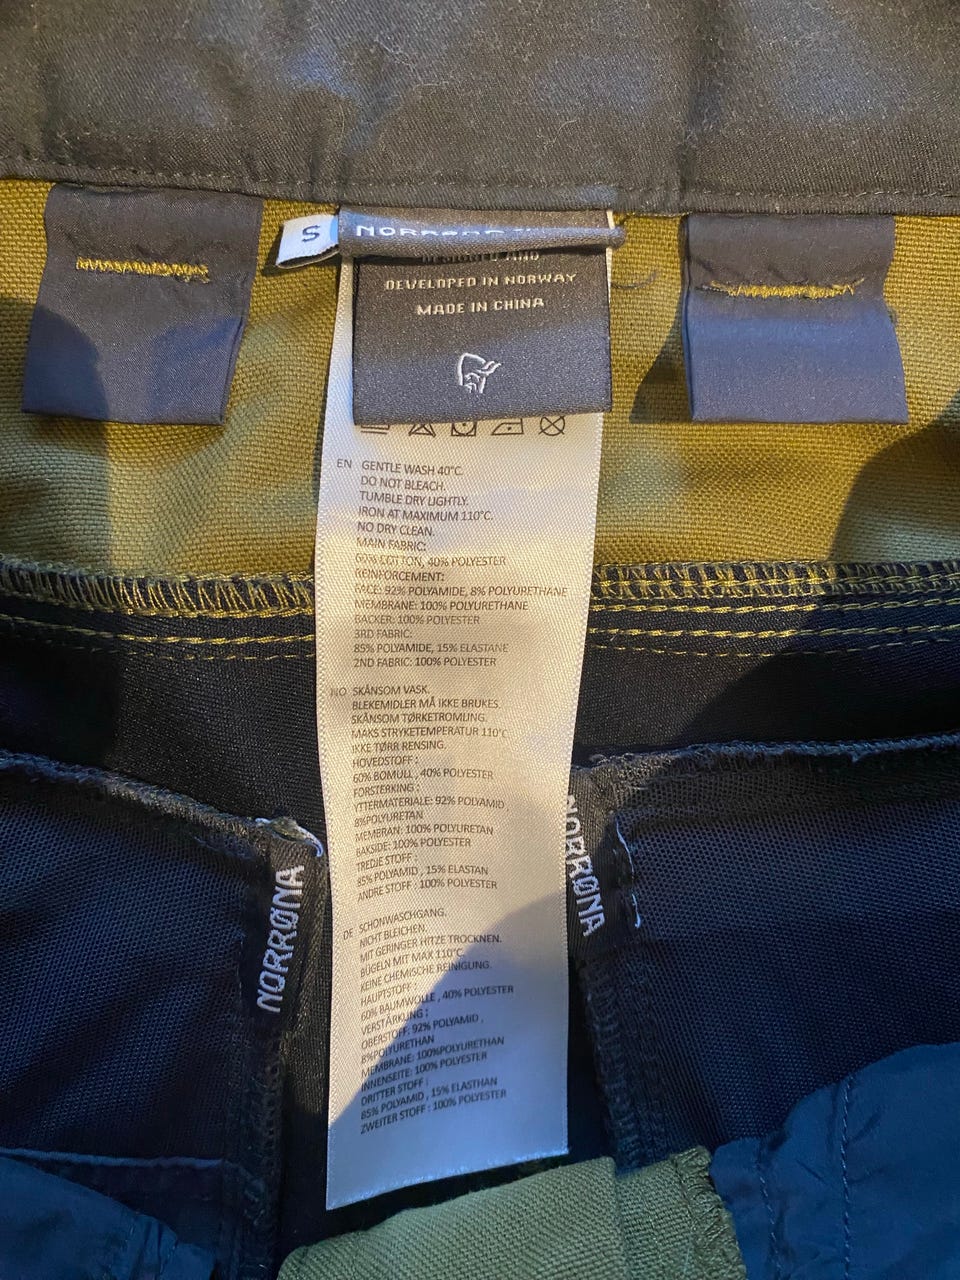 S
DEVELOPED IN NORWAY
MADE IN CHINA
EN GENTLE WASH 40°C.
DO NOT BLEACH.
TUMBLE DRY LIGHTLY.
IRON AT MAXIMUM 110°C.
NO DRY CLEAN.
MAIN FABRIC:
60% COTTON, 40% POLYESTER
REINFORCEMENT:
FACE: 92% POLYAMIDE, 8% POLYURETHANE
MEMBRANE: 100% POLYURETHANE
BACKER: 100% POLYESTER
3RD FABRIC:
85% POLYAMIDE, 15% ELASTANE
2ND FABRIC: 100% POLYESTER
NO SKÅNSOM VASK.
BLEKEMIDLER MÅ IKKE BRUKES.
SKÅNSOM TØRKETROMLING.
MAKS STRYKETEMPERATUR 110°C
IKKE TØRR RENSING.
HOVEDSTOFF :
60% BOMULL , 40% POLYESTER
FORSTERKING :
YTTERMATERIALE: 92% POLYAMID
8%POLYURETAN
MEMBRAN: 100% POLYURETAN
BAKSIDE: 100% POLYESTER
TREDJE STOFF :
85% POLYAMID , 15% ELASTAN
ANDRE STOFF : 100% POLYESTER
DE SCHONWASCHGANG.
NICHT BLEICHEN.
MIT GERINGER HITZE TROCKNEN.
BÜGELN MIT MAX 110°C.
KEINE CHEMISCHE REINIGUNG.
HAUPTSTOFF :
60% BAUMWOLLE , 40% POLYESTER
VERSTÄRKUNG :
OBERSTOFF: 92% POLYAMID ,
8%POLYURETHAN
MEMBRANE: 100%POLYURETHAN
INNENSEITE: 100% POLYESTER
DRITTER STOFF :
85% POLYAMID , 15% ELASTHAN
ZWEITER STOFF : 100% POLYESTER
NORRØNA
NORRØNA